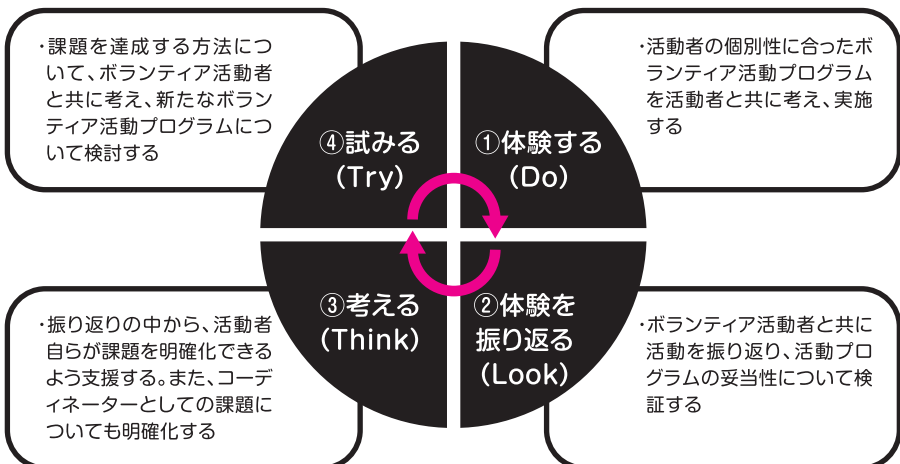 ・課題を達成する方法につ
いて、ボランティア活動者
と共に考え、新たなボラン
ティア活動プログラムにつ
いて検討する
・活動者の個別性に合ったボ
ランティア活動プログラム
を活動者と共に考え、実施
する
④試みる
(Try)
①体験する
(Do)
③考える
(Think)
②体験を
振り返る
(Look)
・振り返りの中から、活動者
自らが課題を明確化できる
よう支援する。また、コーデ
ィネーターとしての課題に
ついても明確化する
・ボランティア活動者と共に
活動を振り返り、活動プロ
グラムの妥当性について検
証する